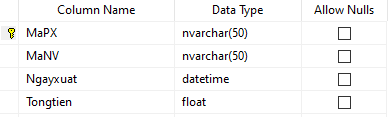 Column Name Data Type Allow Nulls
MaPX nvarchar(50)
MaNV nvarchar(50)
Ngayxuat datetime
Tongtien float